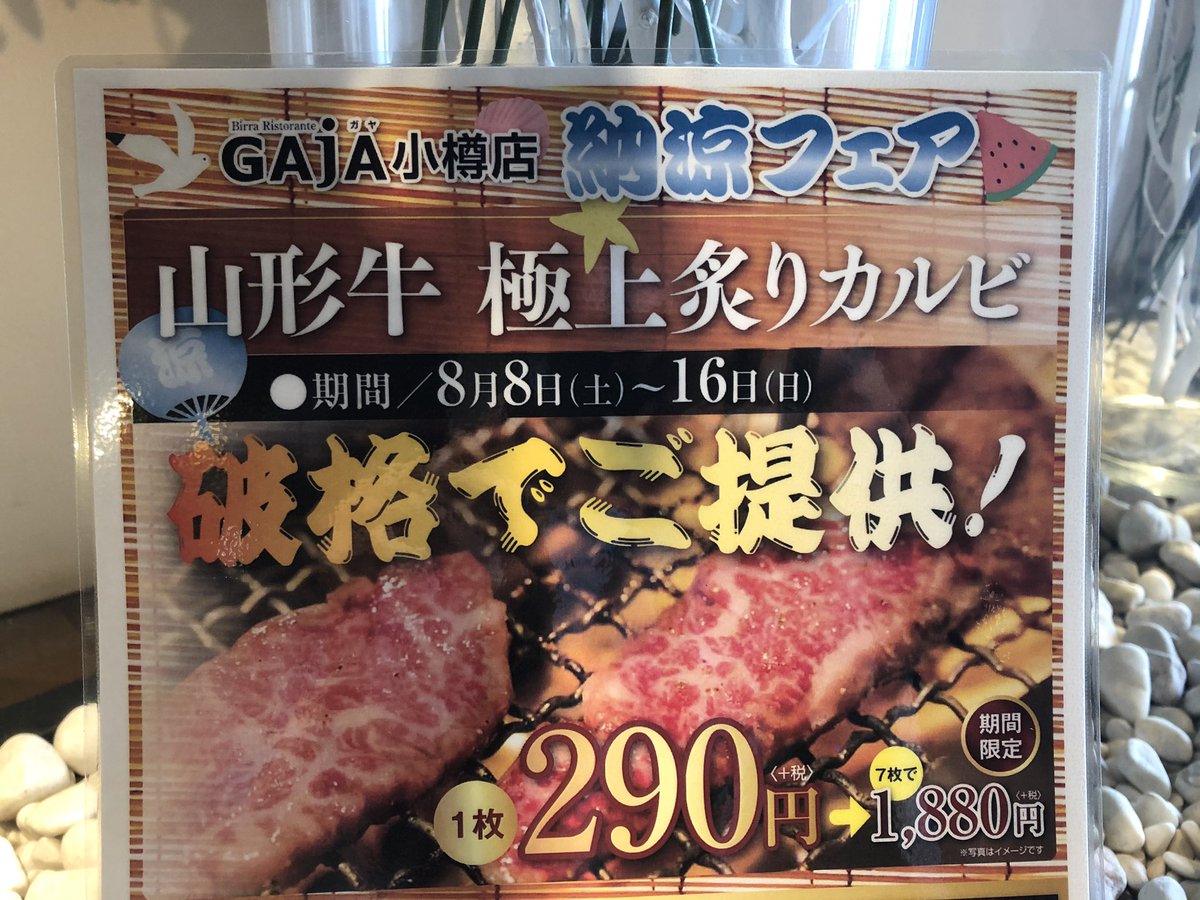 Birra Ristorante
ガヤ
GAjA小樽店
納涼フェア
山形牛 極上炙りカルビ
涼
●期間／8月8日(土)～16日(日)
破格でご提供!
期間
限定
1枚 290円〈+税〉
7枚で
1,880円〈+税〉
※写真はイメージです